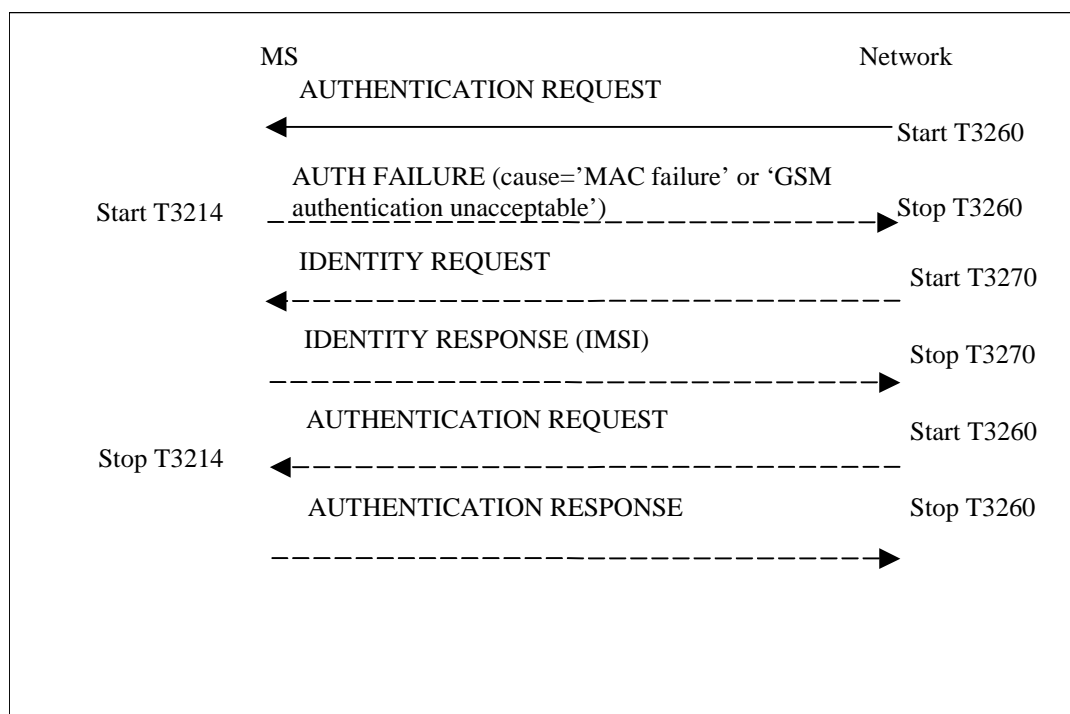 MS Network
AUTHENTICATION REQUEST
Start T3260
AUTH FAILURE (cause=’MAC failure’ or ‘GSM
authentication unacceptable’)
Start T3214
Stop T3260
IDENTITY REQUEST
Start T3270
IDENTITY RESPONSE (IMSI)
Stop T3270
AUTHENTICATION REQUEST
Start T3260
Stop T3214
AUTHENTICATION RESPONSE
Stop T3260